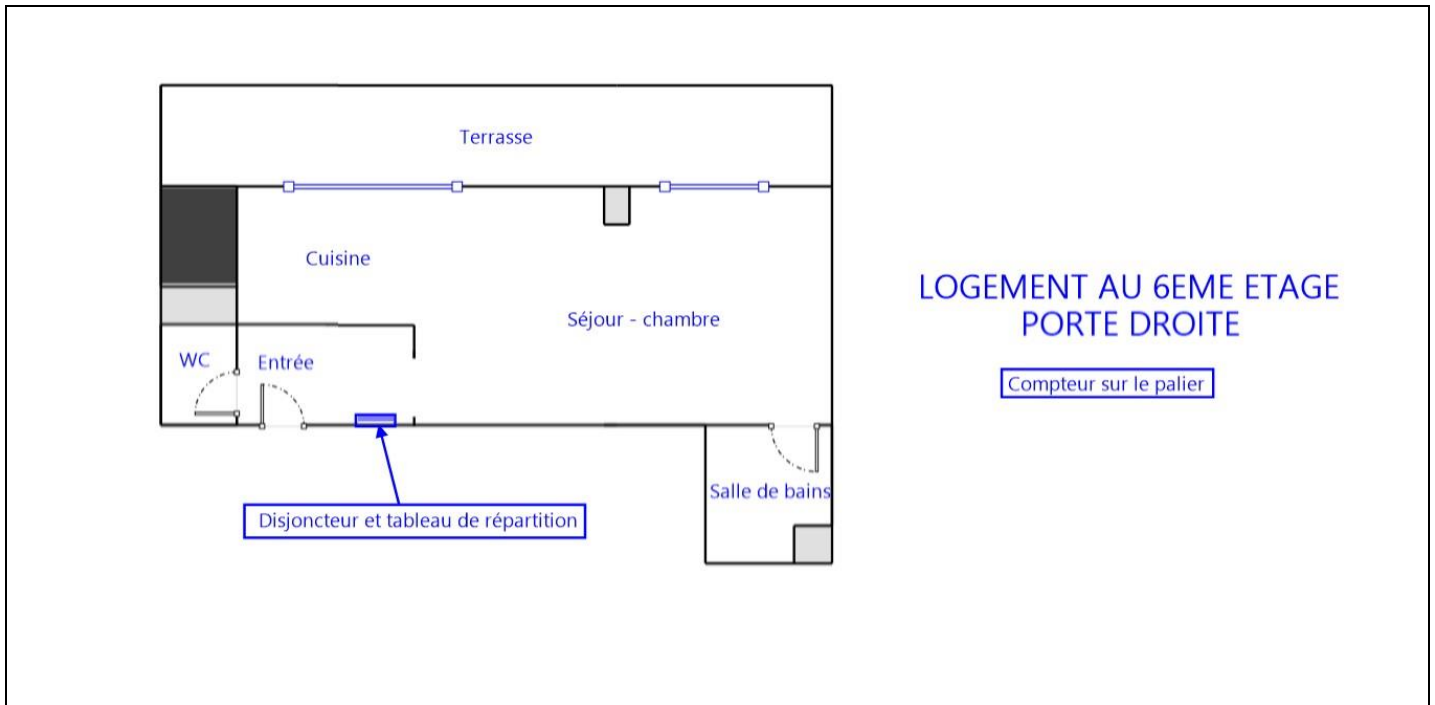 Terrasse
Cuisine
Séjour - chambre
LOGEMENT AU 6EME ETAGE
PORTE DROITE
WC
Entrée
Compteur sur le palier
Salle de bains
Disjoncteur et tableau de répartition